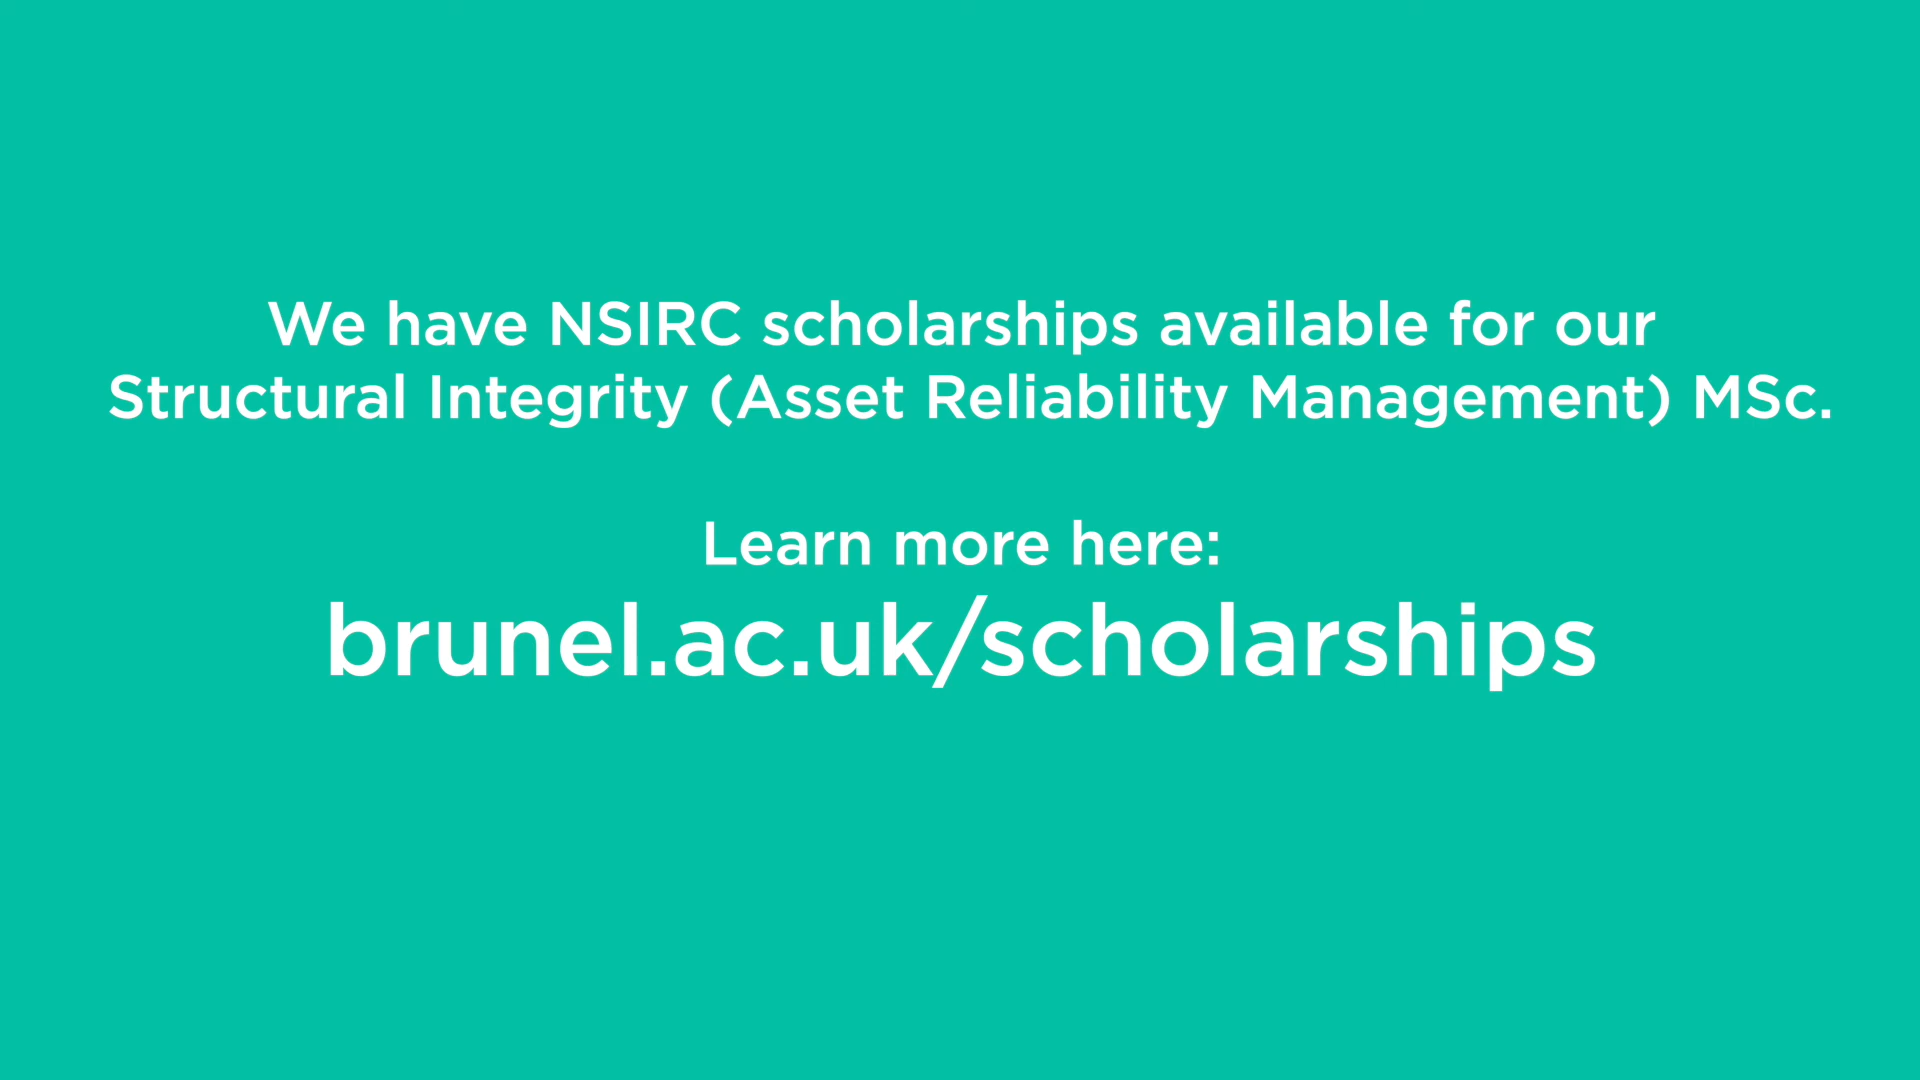 We have NSIRC scholarships available for our
Structural Integrity (Asset Reliability Management) MSc.
Learn more here:
brunel.ac.uk/scholarships